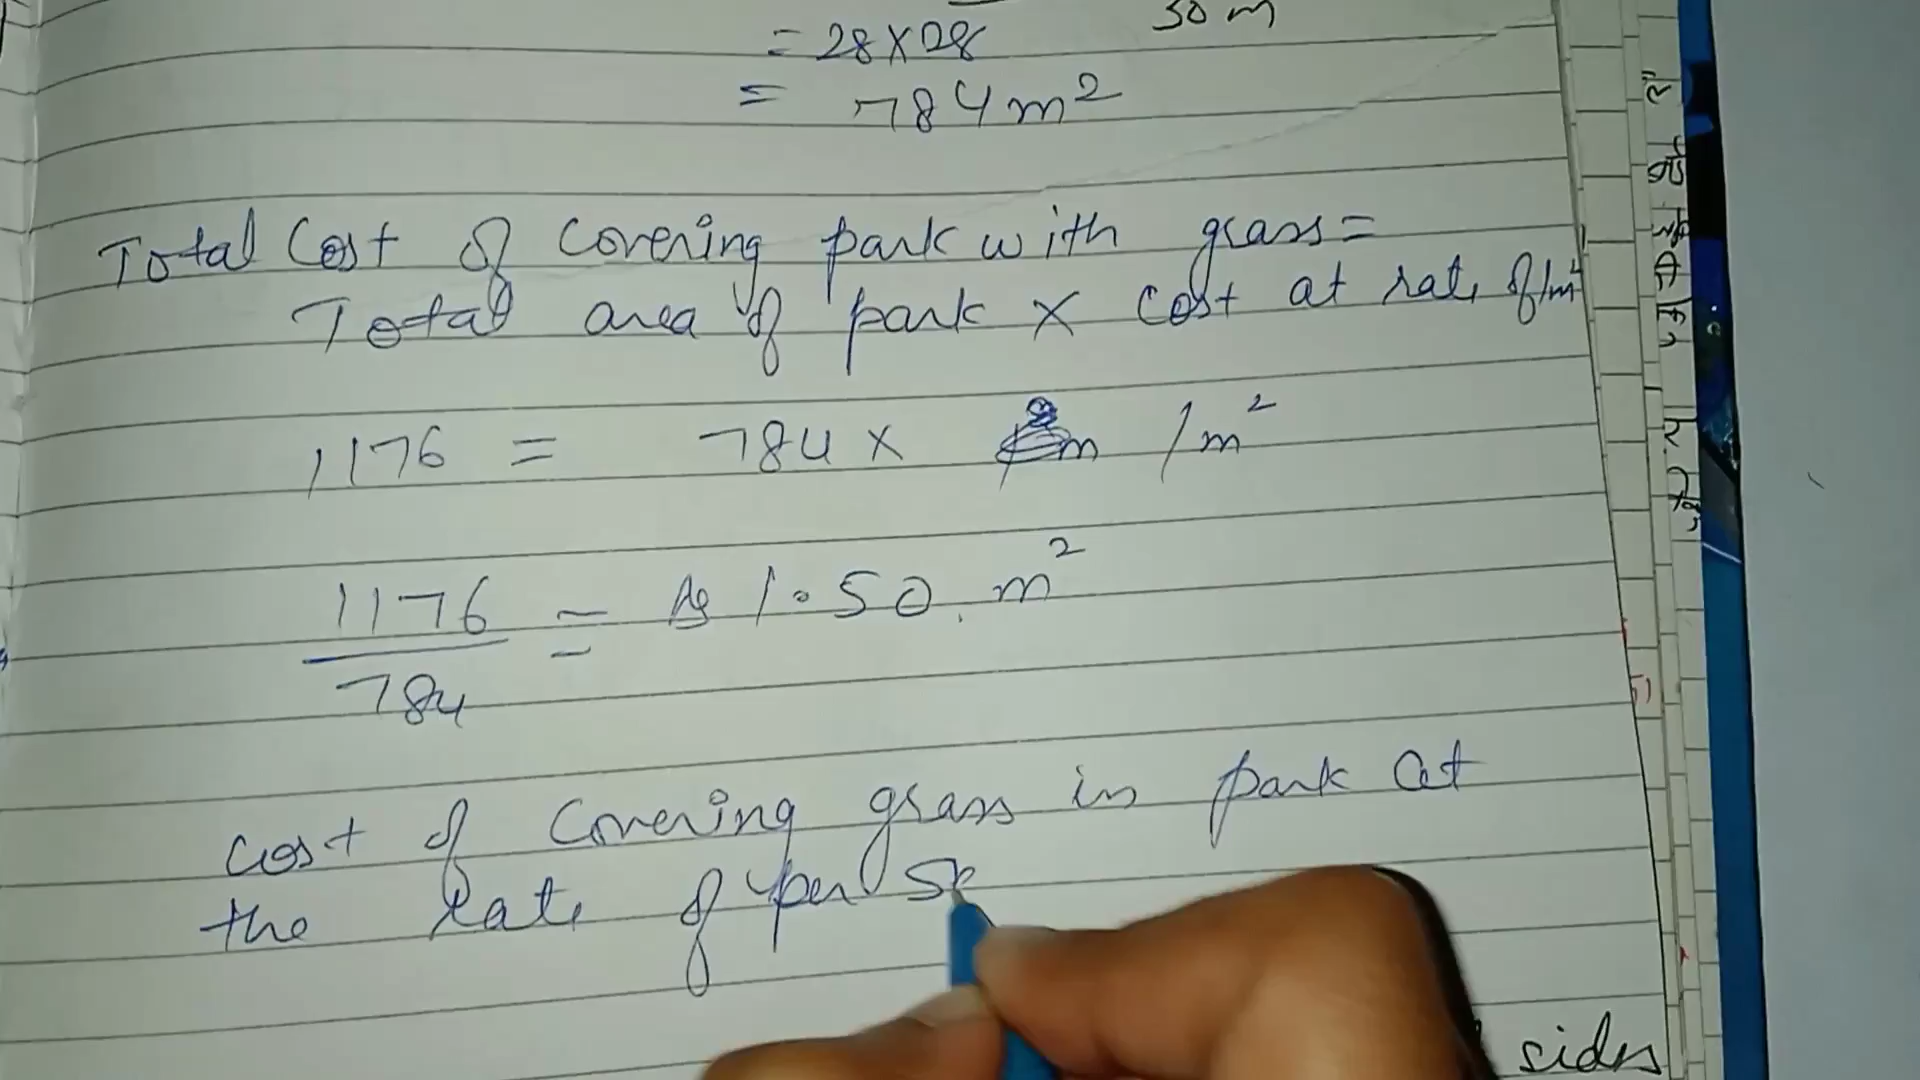 = 28 X 28
30 m
= 784 m²
Total Cost of Covering park with grass =
Total area of park X Cost at rate of /m²
1176 = 784 X /m²
1176/784 = Rs 1.50 m²
Cost of Covering grass in park at
the rate of per
sides